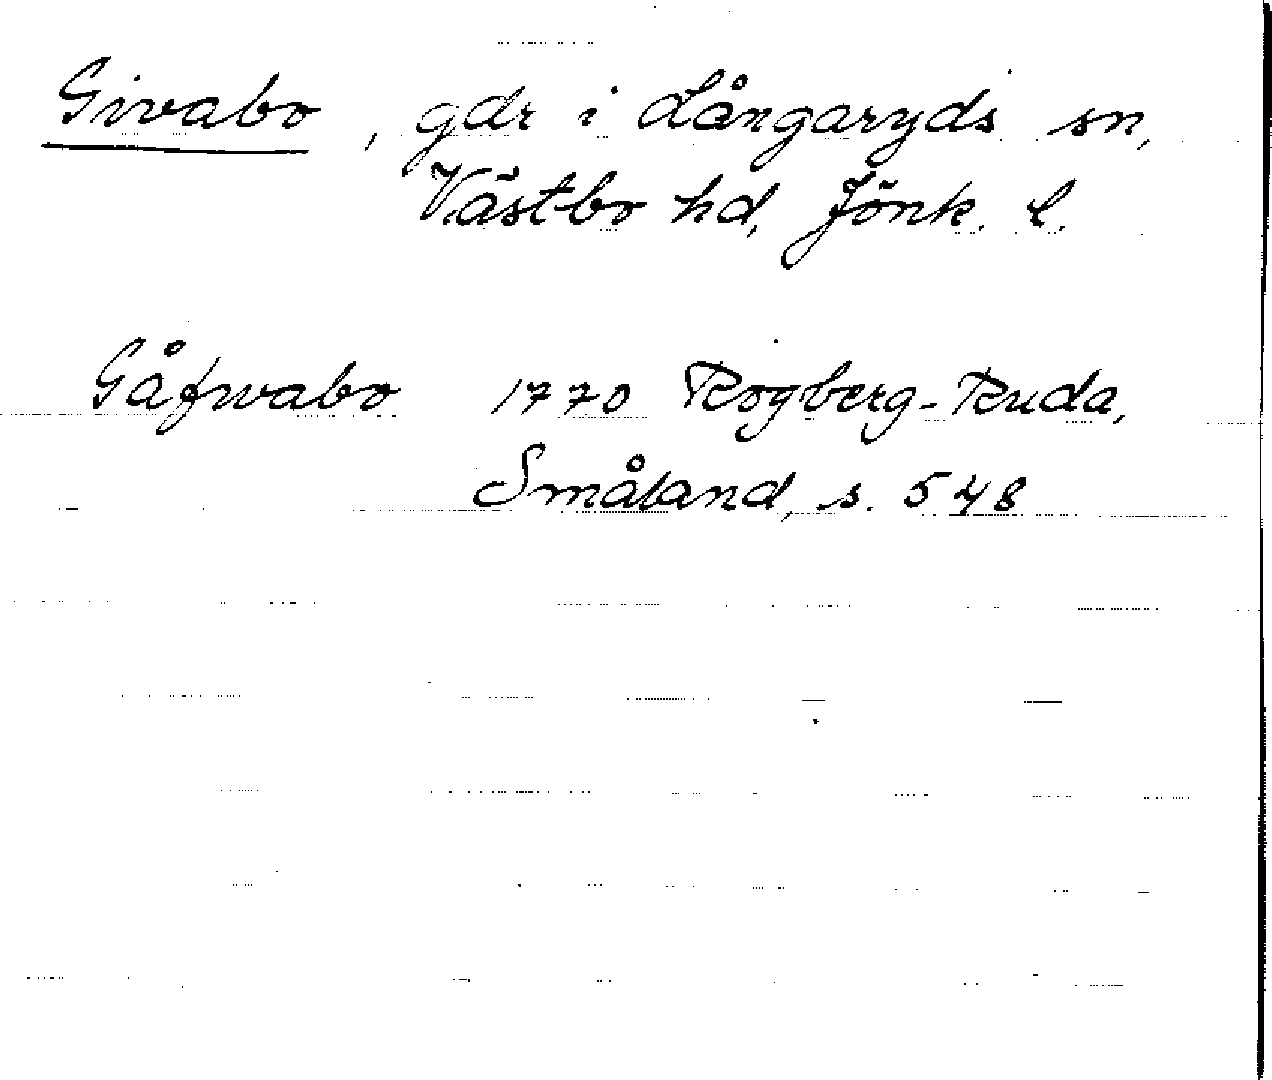 Givabo, gdr i Långaryds sn,
Västbo hd, Jönk. l.
Gåfwabo 1770 Rogberg-Ruda,
Småland, s. 548